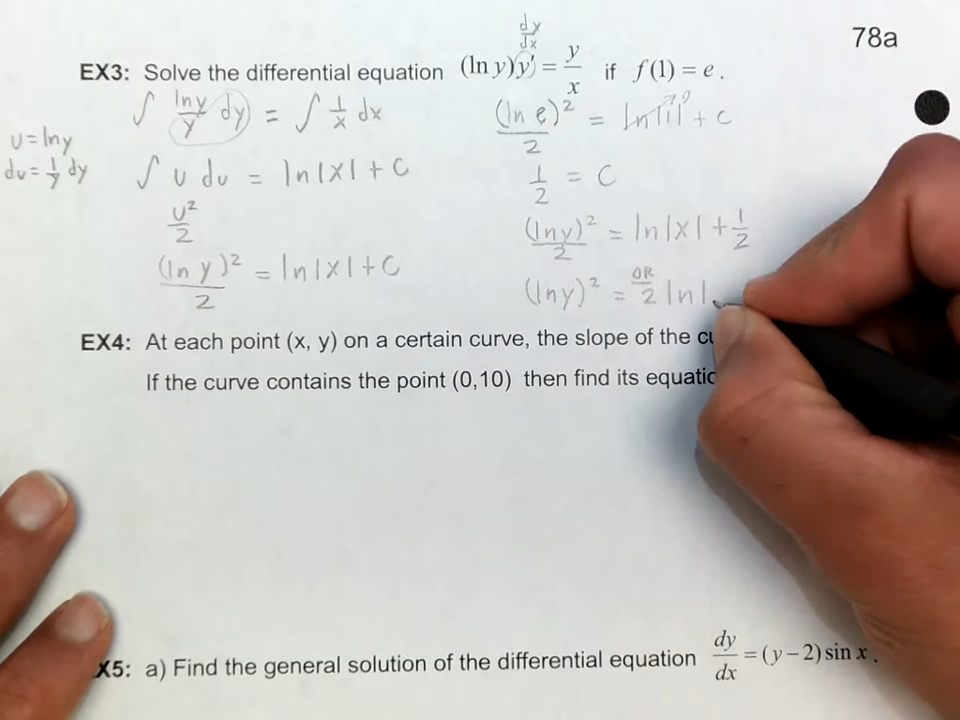 78a
EX3: Solve the differential equation (ln y)y' = y/x if f(1) = e.
dy/dx
∫ ln y/y dy = ∫ 1/x dx
u = ln y
du = 1/y dy
∫ u du = ln|x| + C
u²/2
(ln y)²/2 = ln|x| + C
(ln e)²/2 = ln|1| + C
0
1/2 = C
(ln y)²/2 = ln|x| + 1/2
OR
(ln y)² = 2 ln|
EX4: At each point (x, y) on a certain curve, the slope of the
If the curve contains the point (0,10) then find its
X5: a) Find the general solution of the differential equation dy/dx = (y – 2) sin x.